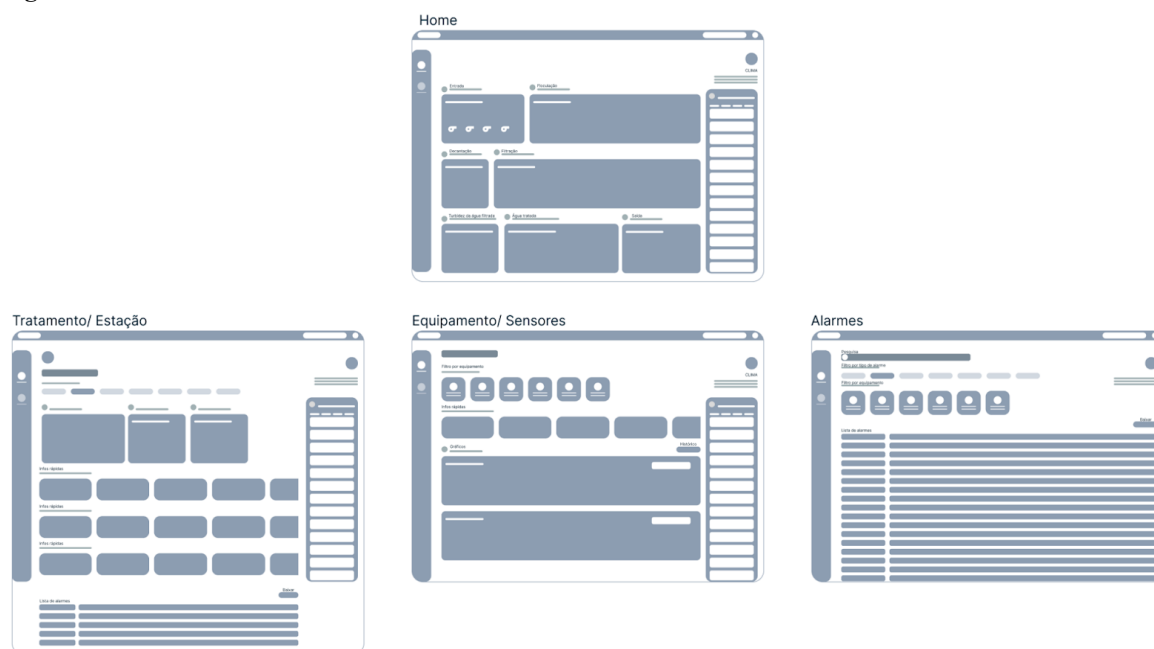 Home
CLIMA
Entrada
Floculação
Decantação
Filtração
Turbidez da água filtrada
Água tratada
Saída
Tratamento/ Estação
Infos rápidas
Infos rápidas
Infos rápidas
Baixar
Lista de alarmes
Equipamento/ Sensores
CLIMA
Filtro por equipamento
Infos rápidas
Gráficos
Histórico
Alarmes
Pesquisa
Filtro por tipo de alarme
Filtro por equipamento
Baixar
Lista de alarmes